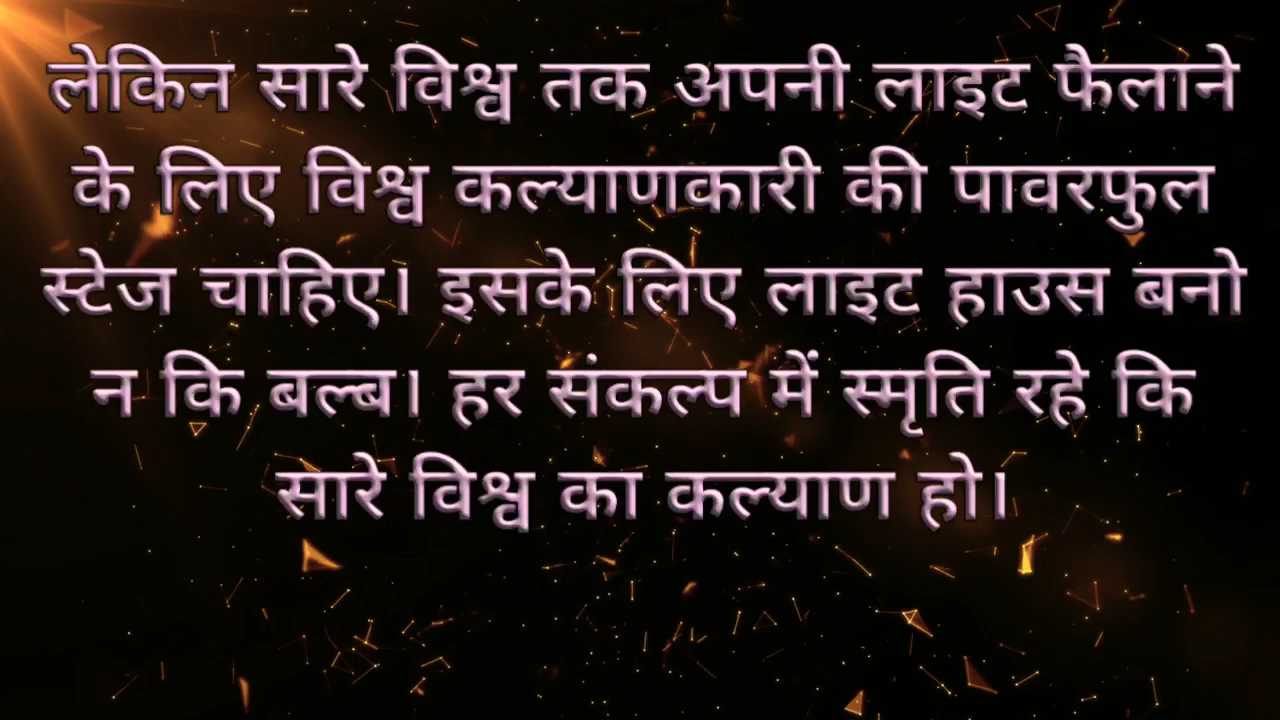 लेकिन सारे विश्व तक अपनी लाइट फैलाने
के लिए विश्व कल्याणकारी की पावरफुल
स्टेज चाहिए। इसके लिए लाइट हाउस बनो
न कि बल्ब। हर संकल्प में स्मृति रहे कि
सारे विश्व का कल्याण हो।